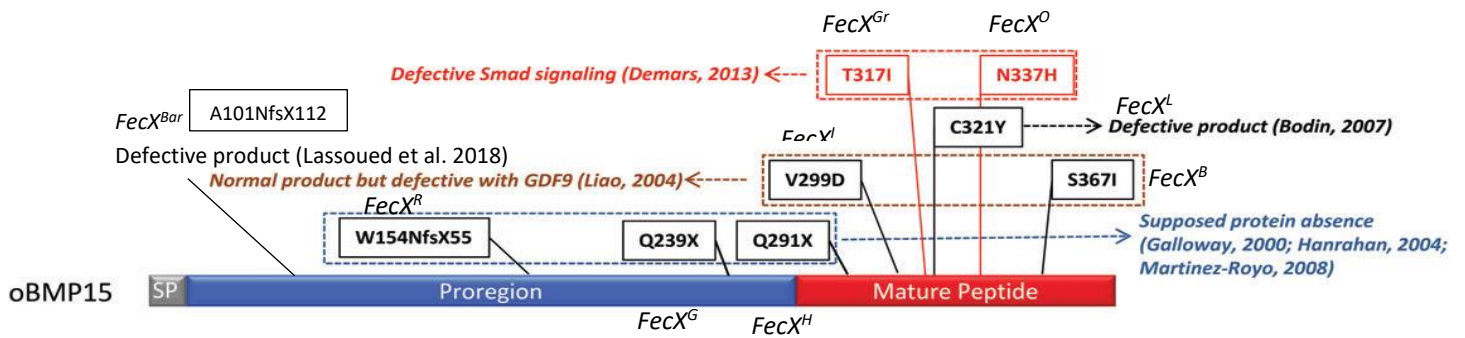 FecX^Gr FecX^O
Defective Smad signaling (Demars, 2013) T317I N337H
FecX^Bar A101NfsX112
FecX^L
C321Y Defective product (Bodin, 2007)
Defective product (Lassoued et al. 2018)
FecX^I
Normal product but defective with GDF9 (Liao, 2004) V299D S367I FecX^B
FecX^R
W154NfsX55 Q239X Q291X
Supposed protein absence
(Galloway, 2000; Hanrahan, 2004;
Martinez-Royo, 2008)
oBMP15 SP Proregion Mature Peptide
FecX^G FecX^H